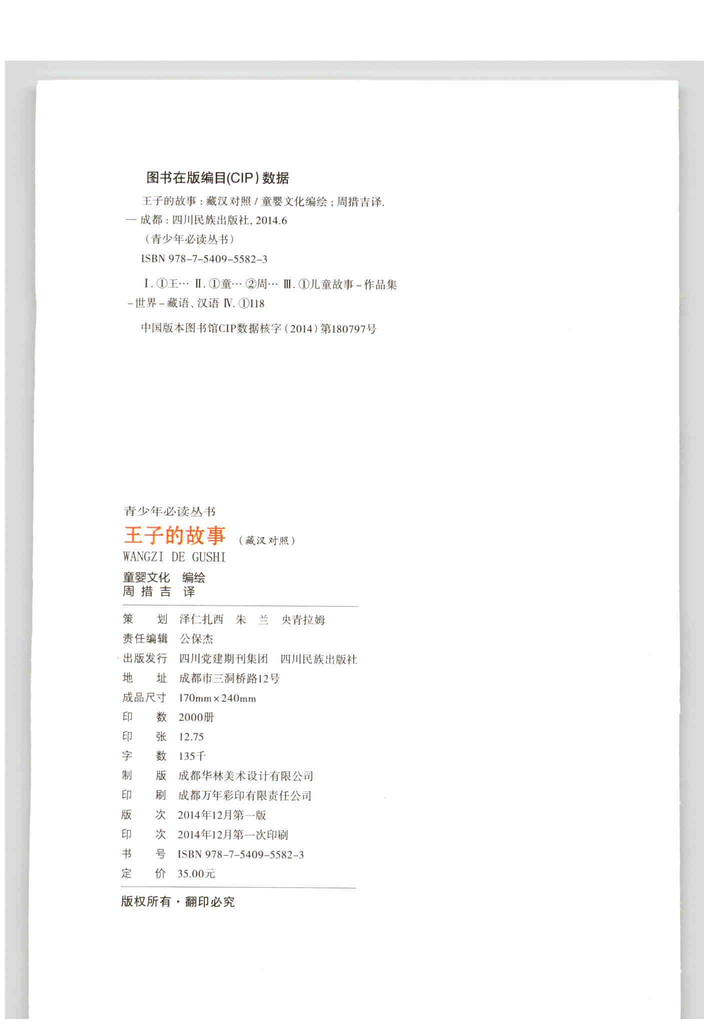 图书在版编目(CIP)数据
王子的故事：藏汉对照 / 童婴文化编绘；周措吉译.
— 成都：四川民族出版社, 2014.6
（青少年必读丛书）
ISBN 978-7-5409-5582-3
Ⅰ. ①王… Ⅱ. ①童… ②周… Ⅲ. ①儿童故事－作品集
－世界－藏语、汉语 Ⅳ. ①I18
中国版本图书馆CIP数据核字（2014）第180797号
青少年必读丛书
王子的故事（藏汉对照）
WANGZI DE GUSHI
童婴文化 编绘
周措吉 译
策 划 泽仁扎西 朱 兰 央青拉姆
责任编辑 公保杰
出版发行 四川党建期刊集团 四川民族出版社
地 址 成都市三洞桥路12号
成品尺寸 170mm×240mm
印 数 2000册
印 张 12.75
字 数 135千
制 版 成都华林美术设计有限公司
印 刷 成都万年彩印有限责任公司
版 次 2014年12月第一版
印 次 2014年12月第一次印刷
书 号 ISBN 978-7-5409-5582-3
定 价 35.00元
版权所有·翻印必究